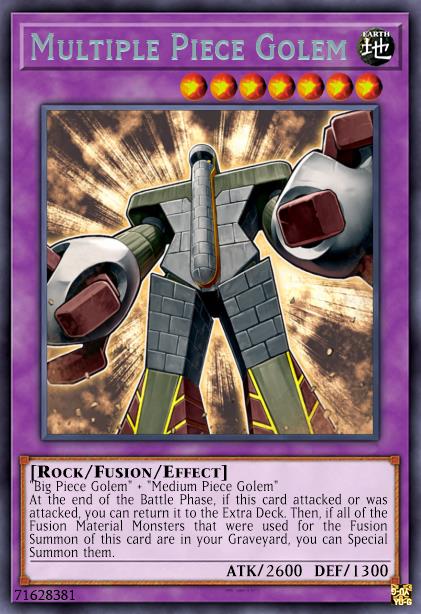 MULTIPLE PIECE GOLEM
EARTH
地
[ROCK/FUSION/EFFECT]
"Big Piece Golem" + "Medium Piece Golem"
At the end of the Battle Phase, if this card attacked or was
attacked, you can return it to the Extra Deck. Then, if all of the
Fusion Material Monsters that were used for the Fusion
Summon of this card are in your Graveyard, you can Special
Summon them.
ATK/2600 DEF/1300
71628381